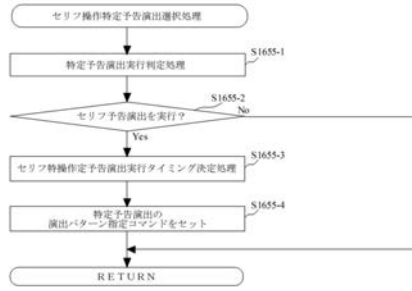 セリフ操作特定予告演出選択処理
S1655-1
特定予告演出実行判定処理
S1655-2
セリフ予告演出を実行？
No
Yes
S1655-3
セリフ特操作定予告演出実行タイミング決定処理
S1655-4
特定予告演出の
演出パターン指定コマンドをセット
RETURN